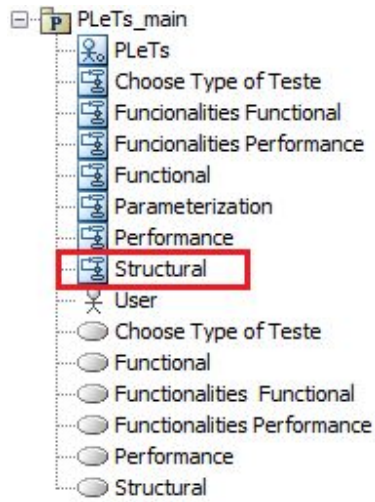 PLeTs_main
PLeTs
Choose Type of Teste
Funcionalities Functional
Funcionalities Performance
Functional
Parameterization
Performance
Structural
User
Choose Type of Teste
Functional
Functionalities  Functional
Functionalities Performance
Performance
Structural